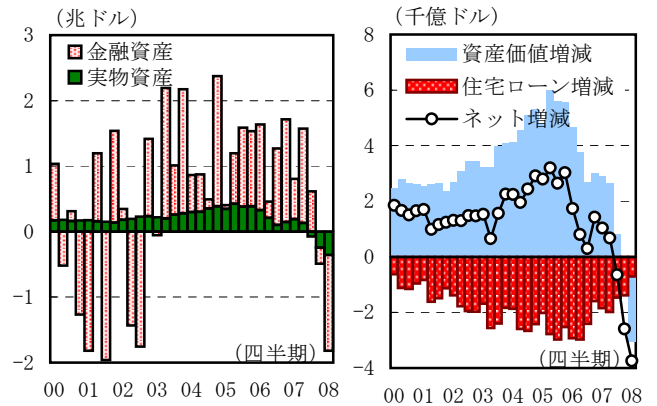 （兆ドル）
3
2
1
0
-1
-2
金融資産
実物資産
（四半期）
00 01 02 03 04 05 06 07 08
（千億ドル）
8
6
4
2
0
-2
-4
資産価値増減
住宅ローン増減
ネット増減
（四半期）
00 01 02 03 04 05 06 07 08